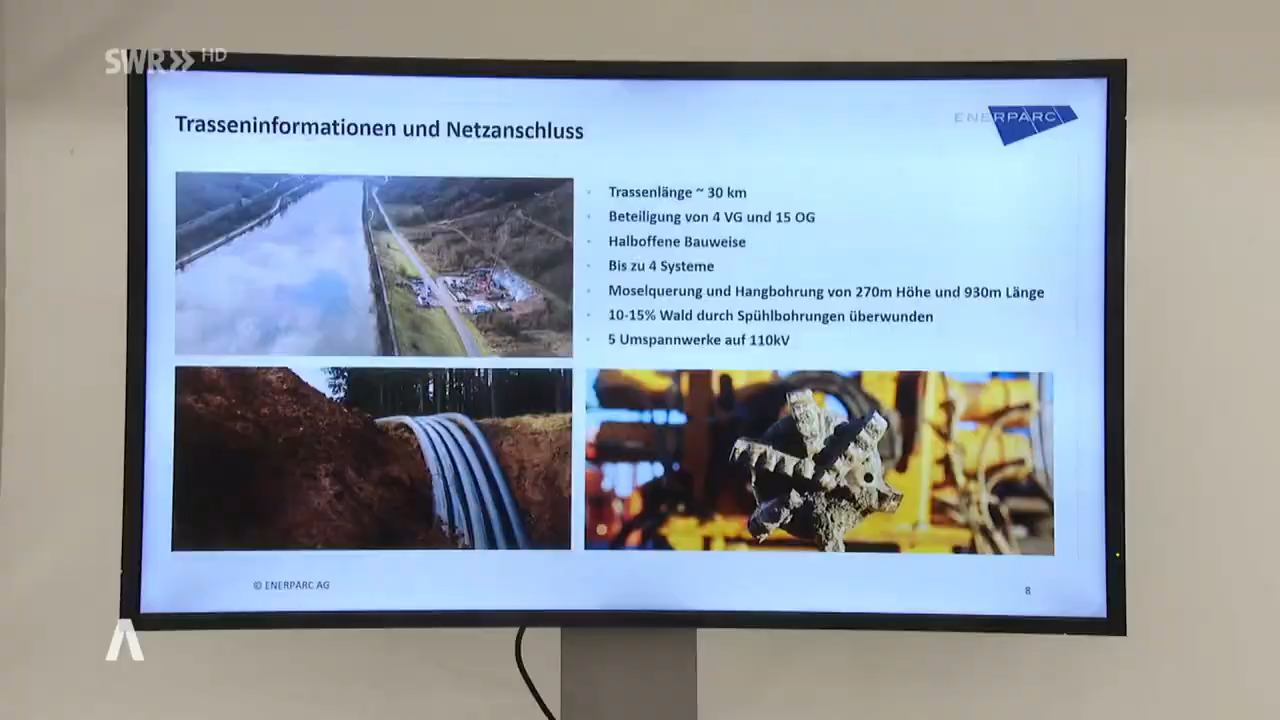 SWR HD
Trasseninformationen und Netzanschluss
ENERPARC
Trassenlänge ~ 30 km
Beteiligung von 4 VG und 15 OG
Halboffene Bauweise
Bis zu 4 Systeme
Moselquerung und Hangbohrung von 270m Höhe und 930m Länge
10-15% Wald durch Spühlbohrungen überwunden
5 Umspannwerke auf 110kV
© ENERPARC AG
8